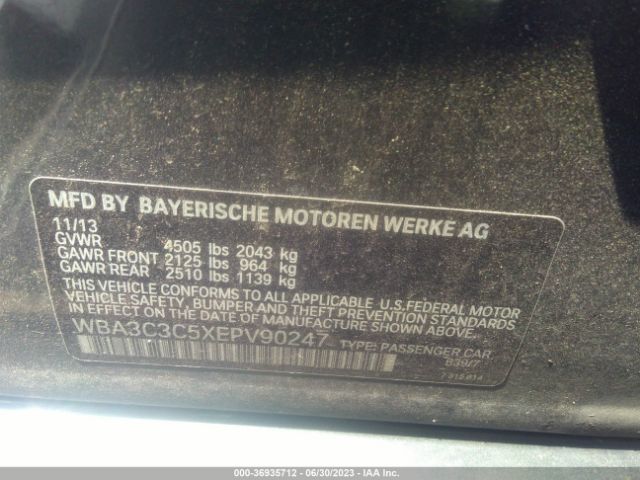 MFD BY BAYERISCHE MOTOREN WERKE AG
11/13
GVWR 4505 lbs 2043 kg
GAWR FRONT 2125 lbs 964 kg
GAWR REAR 2510 lbs 1139 kg
THIS VEHICLE CONFORMS TO ALL APPLICABLE U.S.FEDERAL MOTOR
VEHICLE SAFETY, BUMPER AND THEFT PREVENTION STANDARDS
IN EFFECT ON THE DATE OF MANUFACTURE SHOWN ABOVE.
WBA3C3C5XEPV90247 TYPE: PASSENGER CAR
B39/7
000-36935712 - 06/30/2023 - IAA Inc.